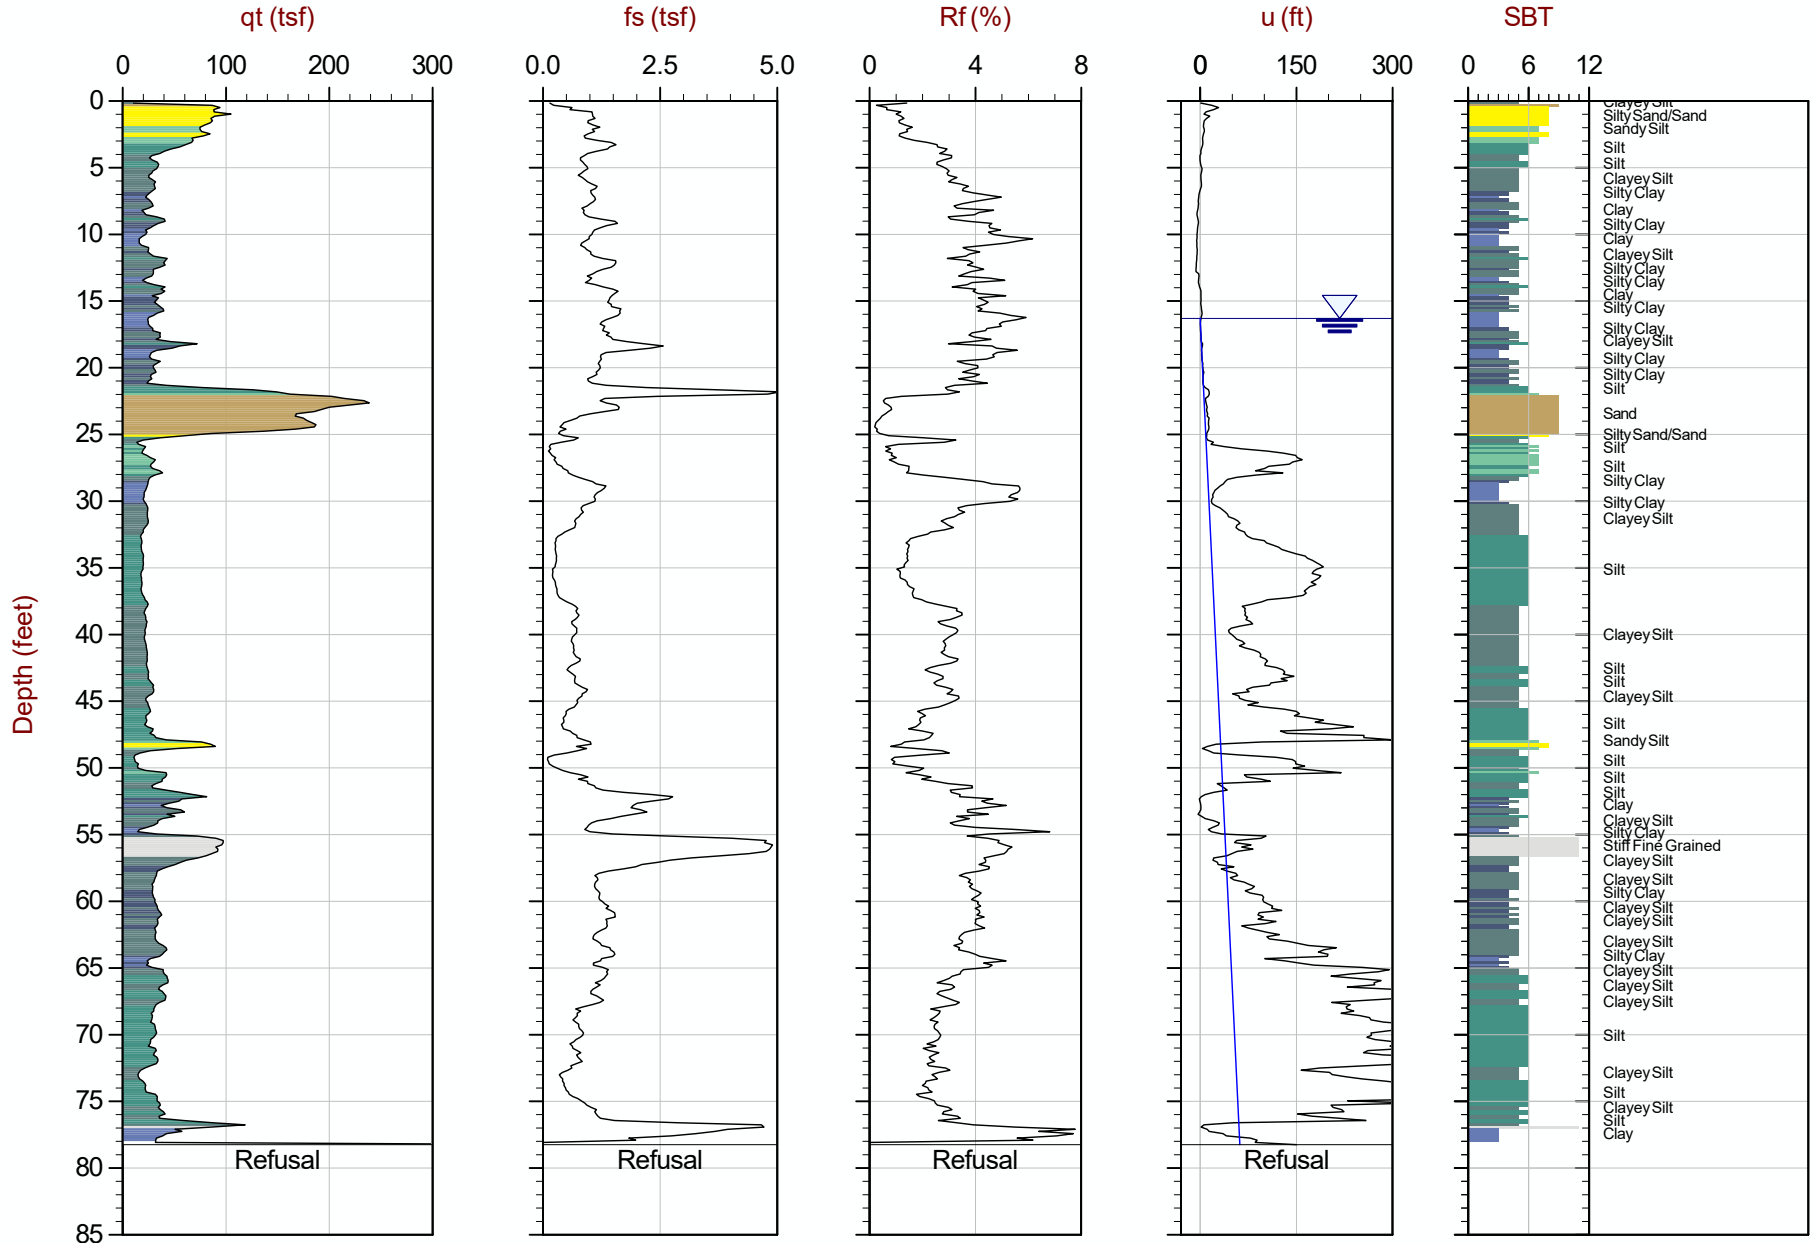 qt (tsf)
fs (tsf)
Rf (%)
u (ft)
SBT
0 100 200 300
0.0 2.5 5.0
0 4 8
0 150 300
0 6 12
Depth (feet)
0
5
10
15
20
25
30
35
40
45
50
55
60
65
70
75
80
85
Clayey Silt
Silty Sand/Sand
Sandy Silt
Silt
Silt
Clayey Silt
Silty Clay
Clay
Silty Clay
Clay
Clayey Silt
Silty Clay
Silty Clay
Clay
Silty Clay
Silty Clay
Clayey Silt
Silty Clay
Silty Clay
Silt
Sand
Silty Sand/Sand
Silt
Silt
Silty Clay
Silty Clay
Clayey Silt
Silt
Clayey Silt
Silt
Silt
Clayey Silt
Silt
Sandy Silt
Silt
Silt
Silt
Clay
Clayey Silt
Silty Clay
Stiff Fine Grained
Clayey Silt
Clayey Silt
Silty Clay
Clayey Silt
Clayey Silt
Clayey Silt
Silty Clay
Clayey Silt
Clayey Silt
Clayey Silt
Silt
Clayey Silt
Silt
Clayey Silt
Silt
Clay
Refusal
Refusal
Refusal
Refusal